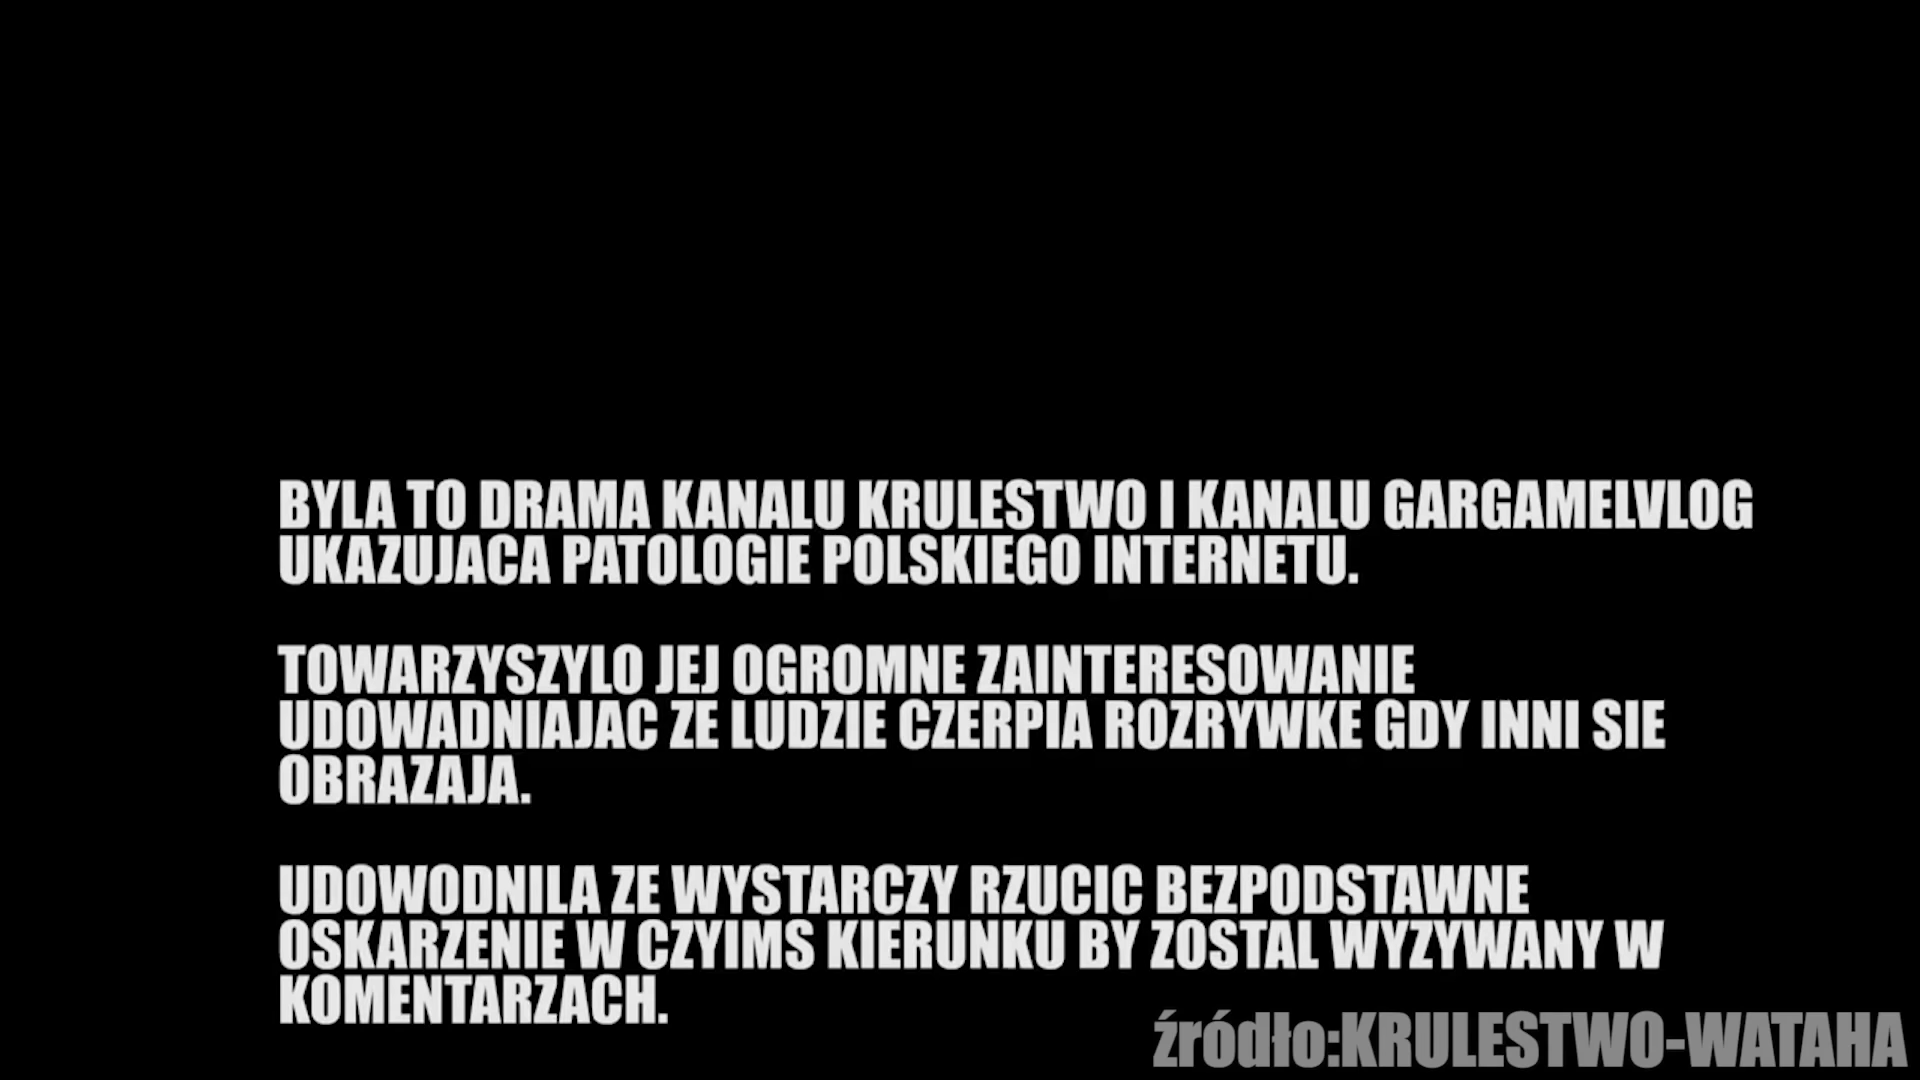 BYLA TO DRAMA KANALU KRULESTWO I KANALU GARGAMELVLOG
UKAZUJACA PATOLOGIE POLSKIEGO INTERNETU.
TOWARZYSZYLO JEJ OGROMNE ZAINTERESOWANIE
UDOWADNIAJAC ZE LUDZIE CZERPIA ROZRYWKE GDY INNI SIE
OBRAZAJA.
UDOWODNILA ZE WYSTARCZY RZUCIC BEZPODSTAWNE
OSKARZENIE W CZYIMS KIERUNKU BY ZOSTAL WYZYWANY W
KOMENTARZACH.
źródło:KRULESTWO-WATAHA